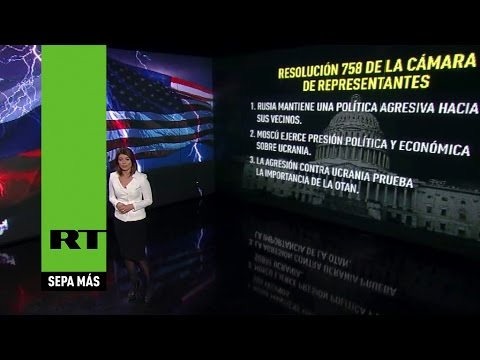 RESOLUCIÓN 758 DE LA CÁMARA
DE REPRESENTANTES
1. RUSIA MANTIENE UNA POLÍTICA AGRESIVA HACIA
SUS VECINOS.
2. MOSCÚ EJERCE PRESIÓN POLÍTICA Y ECONÓMICA
SOBRE UCRANIA.
3. LA AGRESIÓN CONTRA UCRANIA PRUEBA
LA IMPORTANCIA DE LA OTAN.
RT
SEPA MÁS